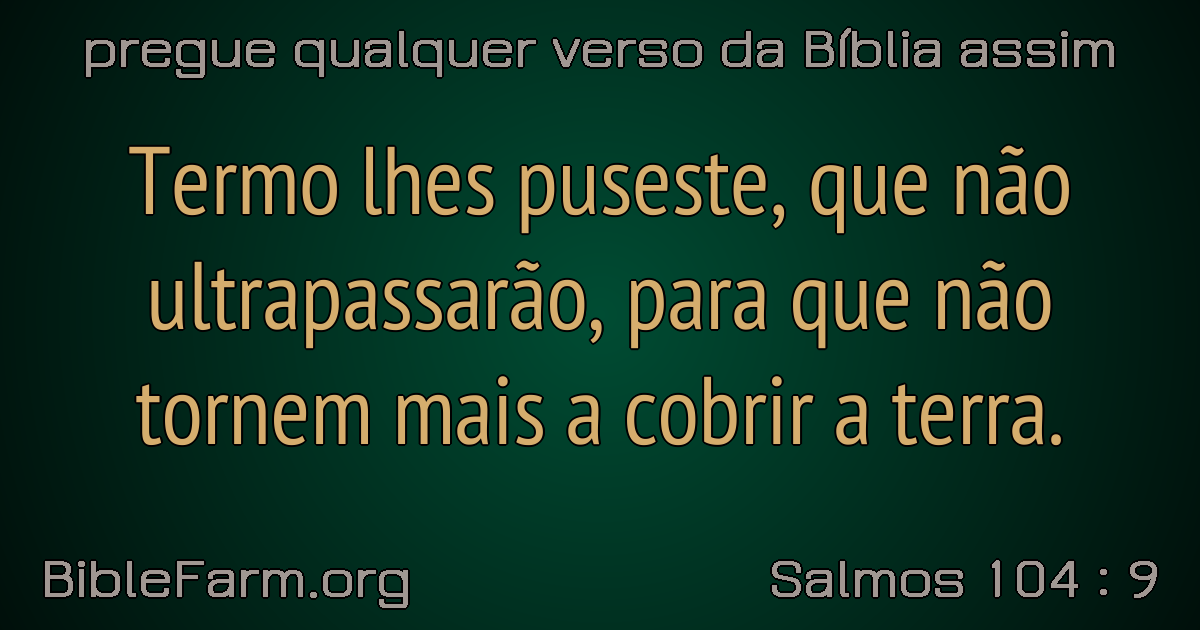 pregue qualquer verso da Bíblia assim
Termo lhes puseste, que não
ultrapassarão, para que não
tornem mais a cobrir a terra.
BibleFarm.org
Salmos 104 : 9